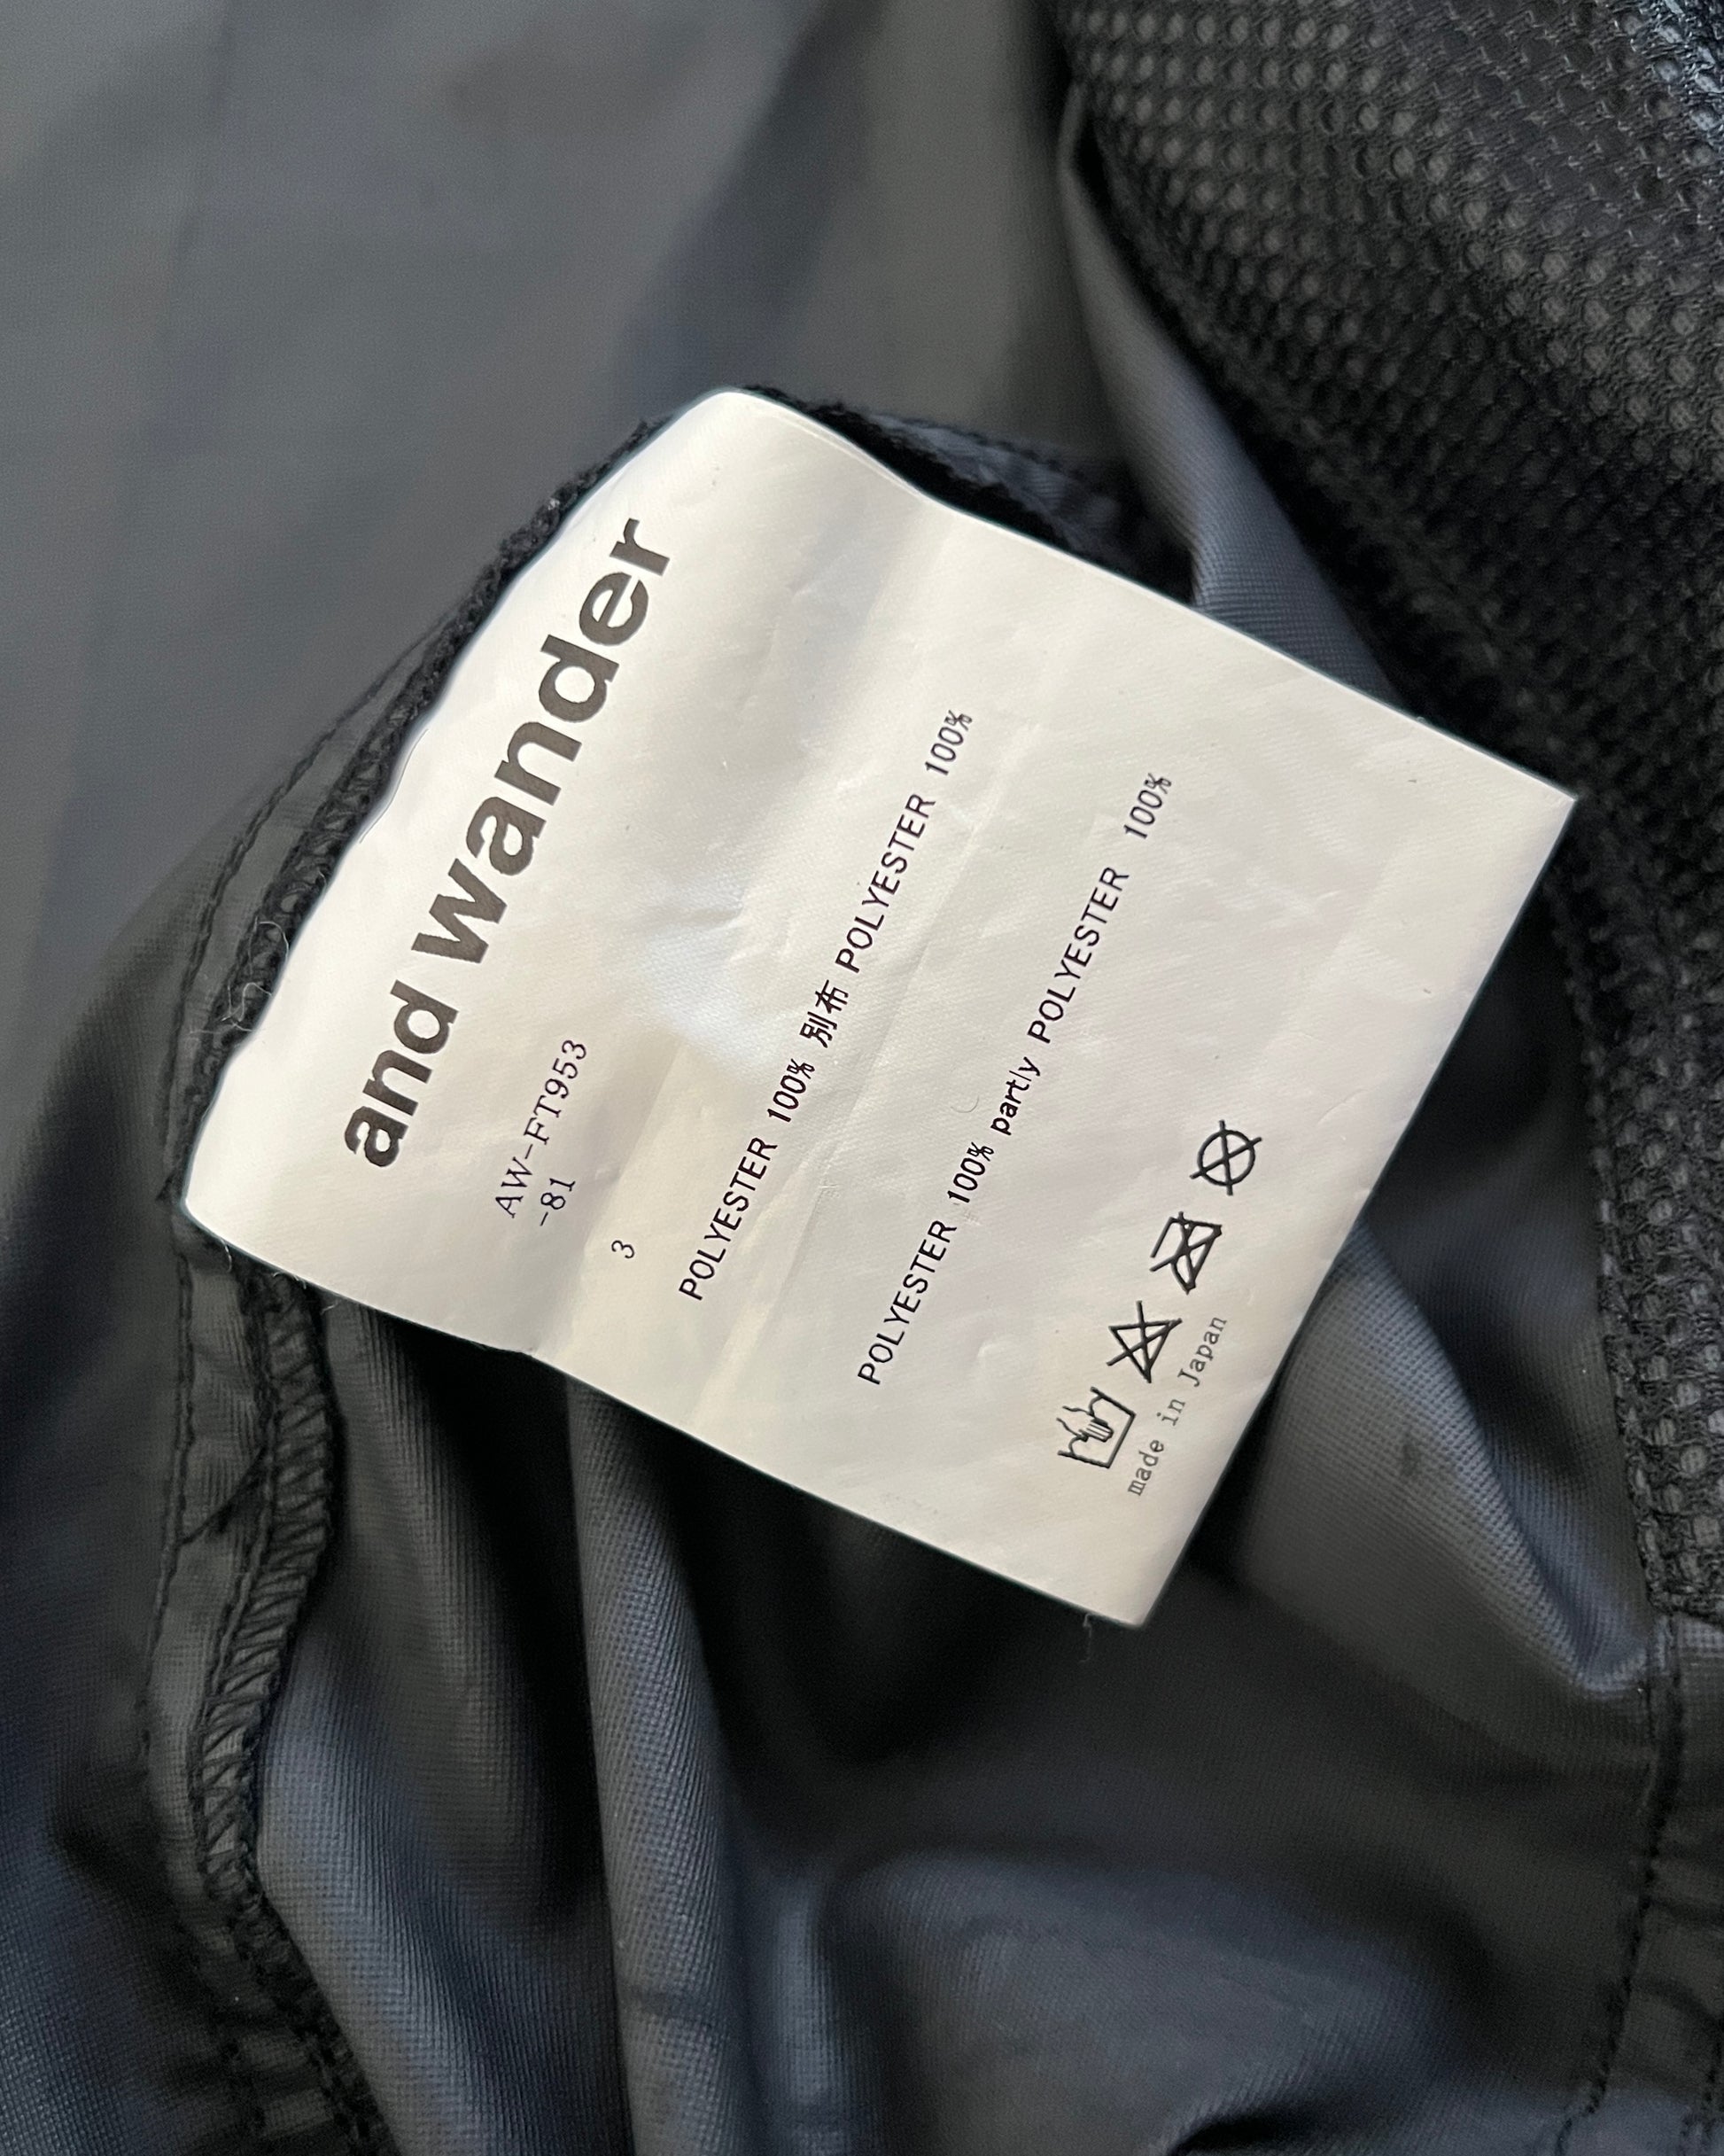 and wander
AW-FT953
-81
3
POLYESTER 100% 別布 POLYESTER 100%
POLYESTER 100% partly POLYESTER 100%
made in Japan